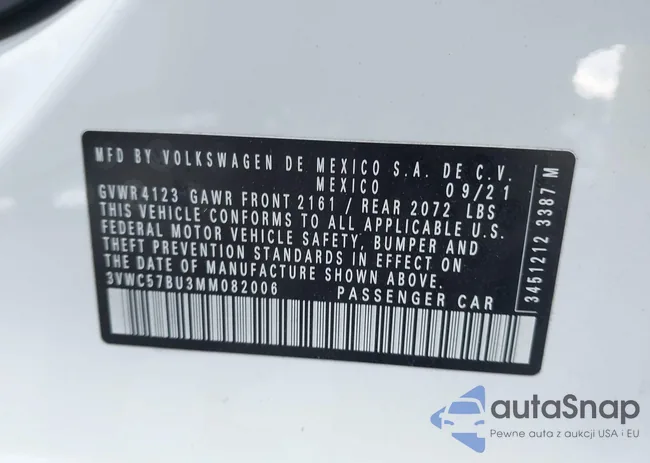 MFD BY VOLKSWAGEN DE MEXICO S.A. DE C.V.
MEXICO 09/21
GVWR 4123 GAWR FRONT 2161 / REAR 2072 LBS
THIS VEHICLE CONFORMS TO ALL APPLICABLE U.S.
FEDERAL MOTOR VEHICLE SAFETY, BUMPER AND
THEFT PREVENTION STANDARDS IN EFFECT ON
THE DATE OF MANUFACTURE SHOWN ABOVE.
3VWC57BU3MM082006 PASSENGER CAR
3451212 3387 M
autaSnap
Pewne auta z aukcji USA i EU